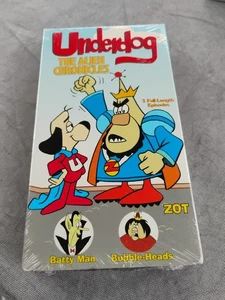 Underdog
THE ALIEN
CHRONICLES
3 Full-Length
Episodes
U
ZOT
Batty Man
Bubble-Heads